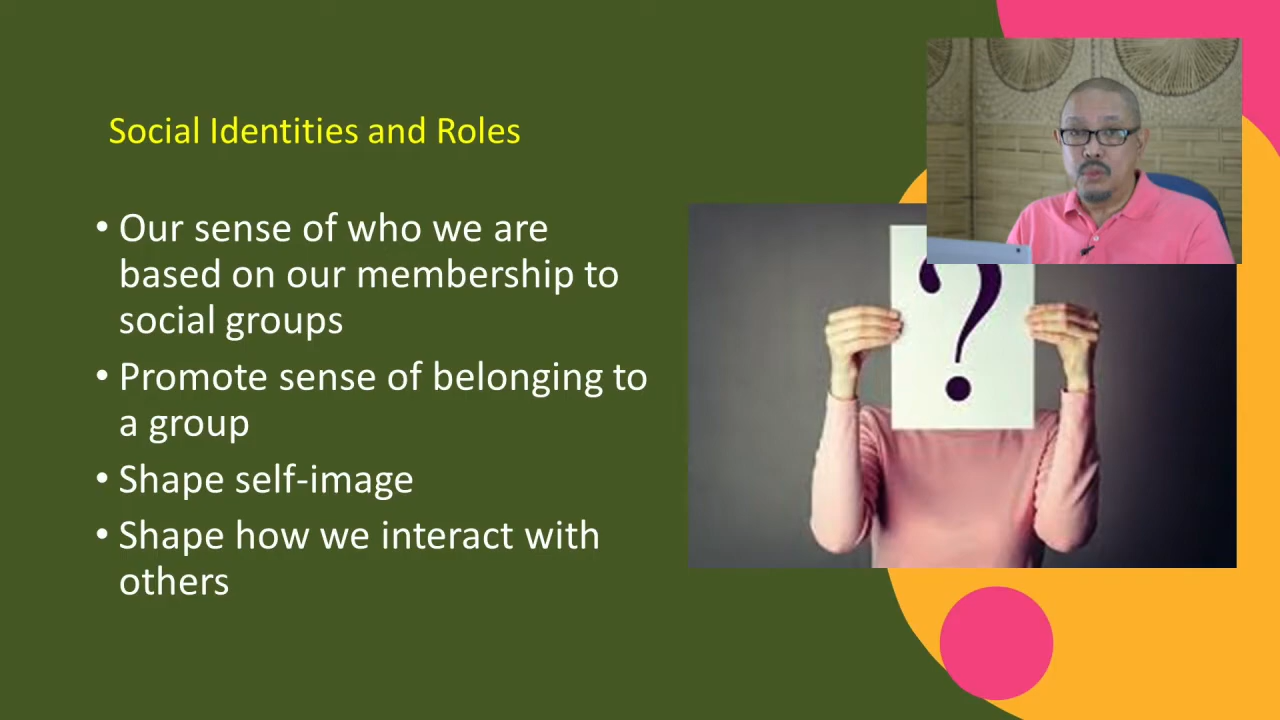 Social Identities and Roles
• Our sense of who we are
based on our membership to
social groups
• Promote sense of belonging to
a group
• Shape self-image
• Shape how we interact with
others
?